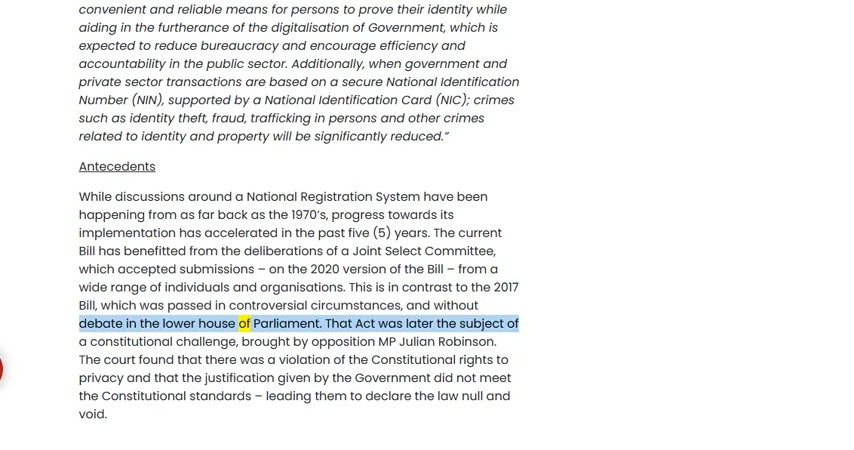 convenient and reliable means for persons to prove their identity while
aiding in the furtherance of the digitalisation of Government, which is
expected to reduce bureaucracy and encourage efficiency and
accountability in the public sector. Additionally, when government and
private sector transactions are based on a secure National Identification
Number (NIN), supported by a National Identification Card (NIC); crimes
such as identity theft, fraud, trafficking in persons and other crimes
related to identity and property will be significantly reduced.”
Antecedents
While discussions around a National Registration System have been
happening from as far back as the 1970’s, progress towards its
implementation has accelerated in the past five (5) years. The current
Bill has benefitted from the deliberations of a Joint Select Committee,
which accepted submissions – on the 2020 version of the Bill – from a
wide range of individuals and organisations. This is in contrast to the 2017
Bill, which was passed in controversial circumstances, and without
debate in the lower house of Parliament. That Act was later the subject of
a constitutional challenge, brought by opposition MP Julian Robinson.
The court found that there was a violation of the Constitutional rights to
privacy and that the justification given by the Government did not meet
the Constitutional standards – leading them to declare the law null and
void.